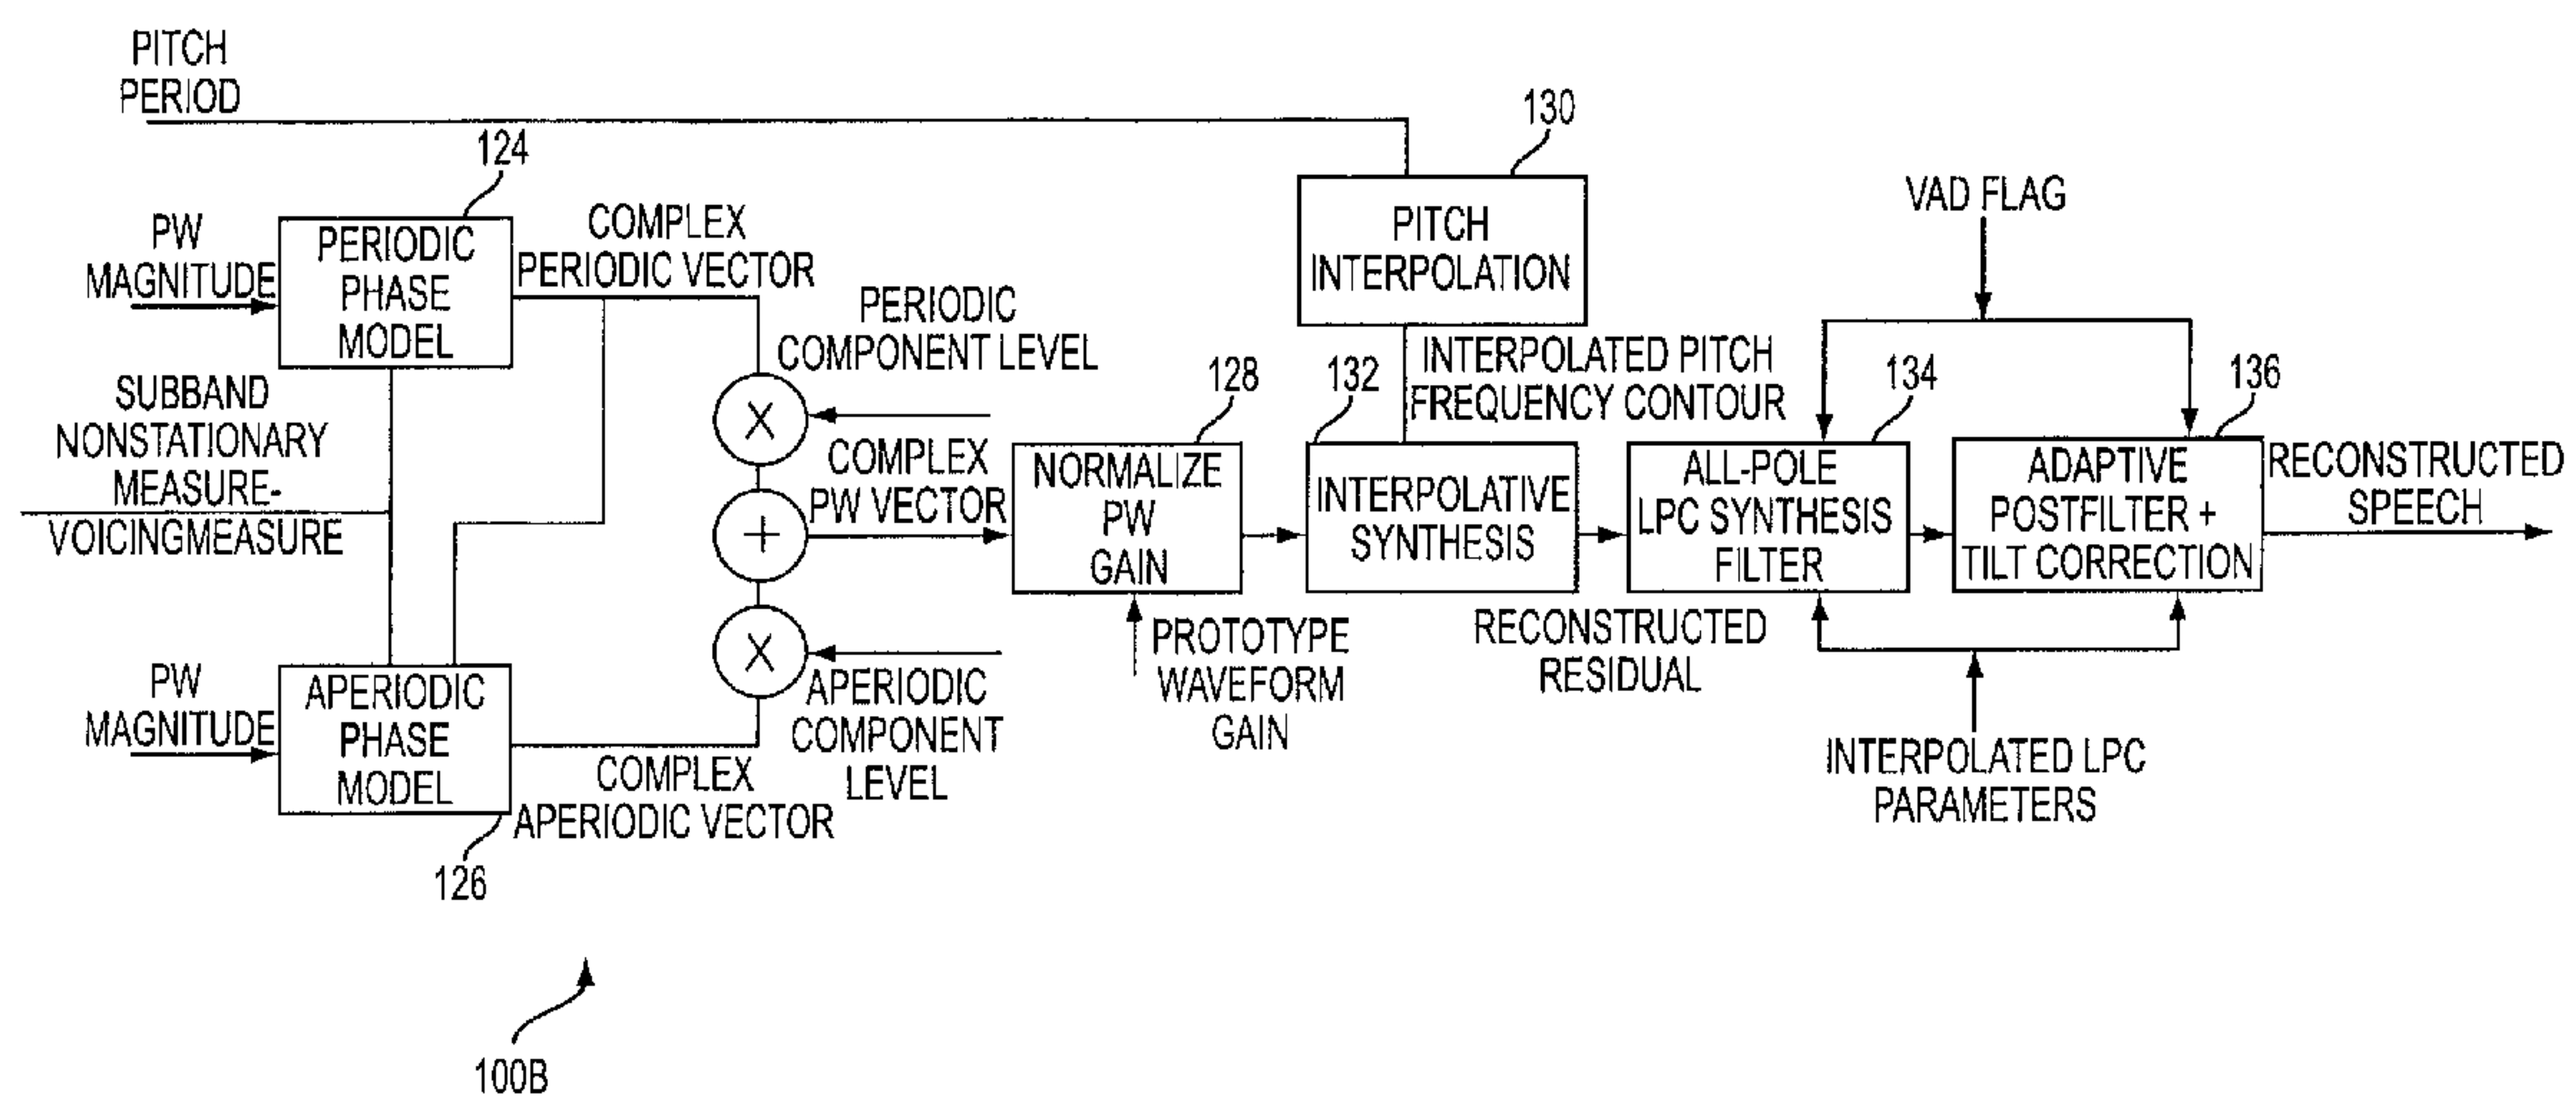 PITCH
PERIOD
130
124
VAD FLAG
PW
MAGNITUDE
PERIODIC
PHASE
MODEL
COMPLEX
PERIODIC VECTOR
PITCH
INTERPOLATION
PERIODIC
COMPONENT LEVEL
INTERPOLATED PITCH
FREQUENCY CONTOUR
128
132
134
136
SUBBAND
NONSTATIONARY
MEASURE-
VOICINGMEASURE
X
+
X
COMPLEX
PW VECTOR
NORMALIZE
PW
GAIN
INTERPOLATIVE
SYNTHESIS
ALL-POLE
LPC SYNTHESIS
FILTER
ADAPTIVE
POSTFILTER +
TILT CORRECTION
RECONSTRUCTED
SPEECH
PROTOTYPE
WAVEFORM
GAIN
RECONSTRUCTED
RESIDUAL
PW
MAGNITUDE
APERIODIC
PHASE
MODEL
APERIODIC
COMPONENT
LEVEL
COMPLEX
APERIODIC VECTOR
INTERPOLATED LPC
PARAMETERS
126
100B